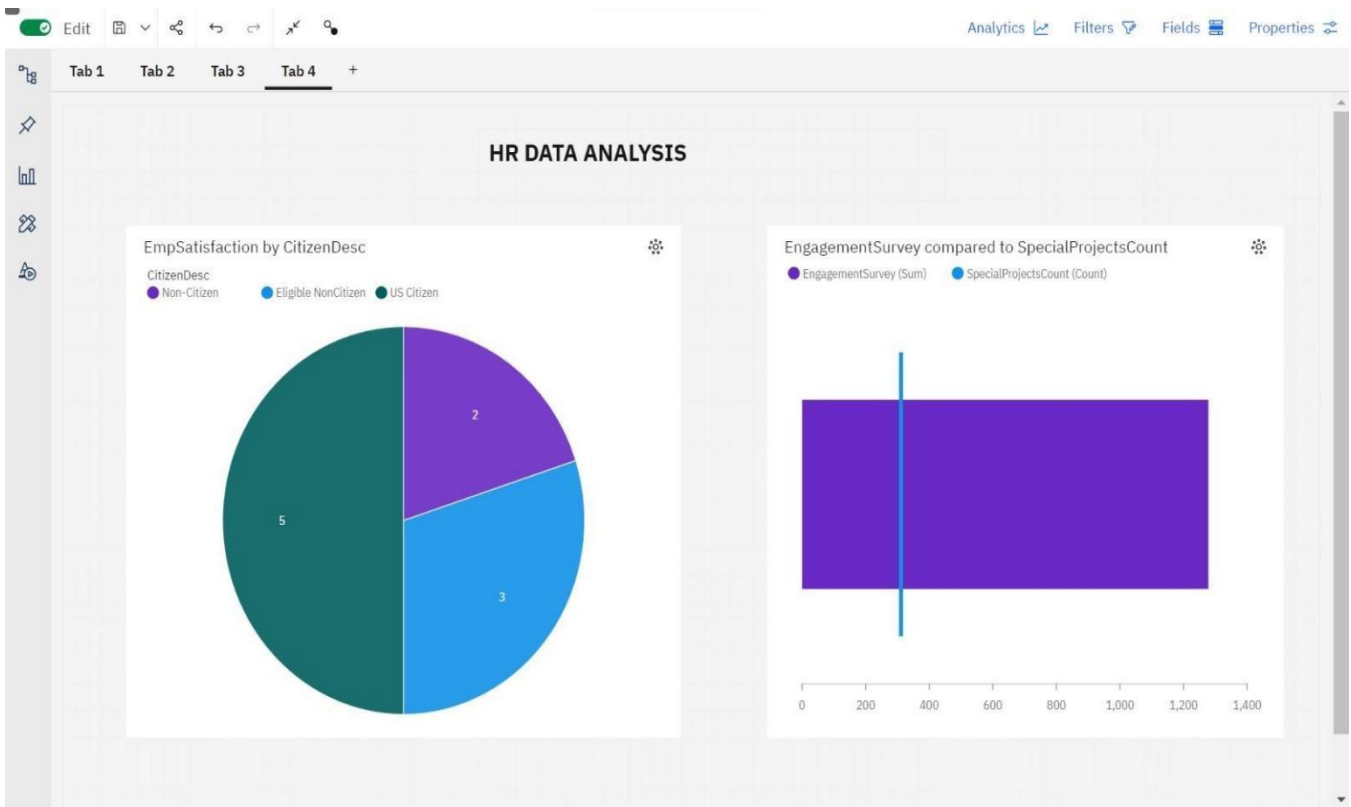 Edit Analytics Filters Fields Properties
Tab 1 Tab 2 Tab 3 Tab 4 +
HR DATA ANALYSIS
EmpSatisfaction by CitizenDesc
CitizenDesc
Non-Citizen Eligible NonCitizen US Citizen
2
5
3
EngagementSurvey compared to SpecialProjectsCount
EngagementSurvey (Sum) SpecialProjectsCount (Count)
0 200 400 600 800 1,000 1,200 1,400